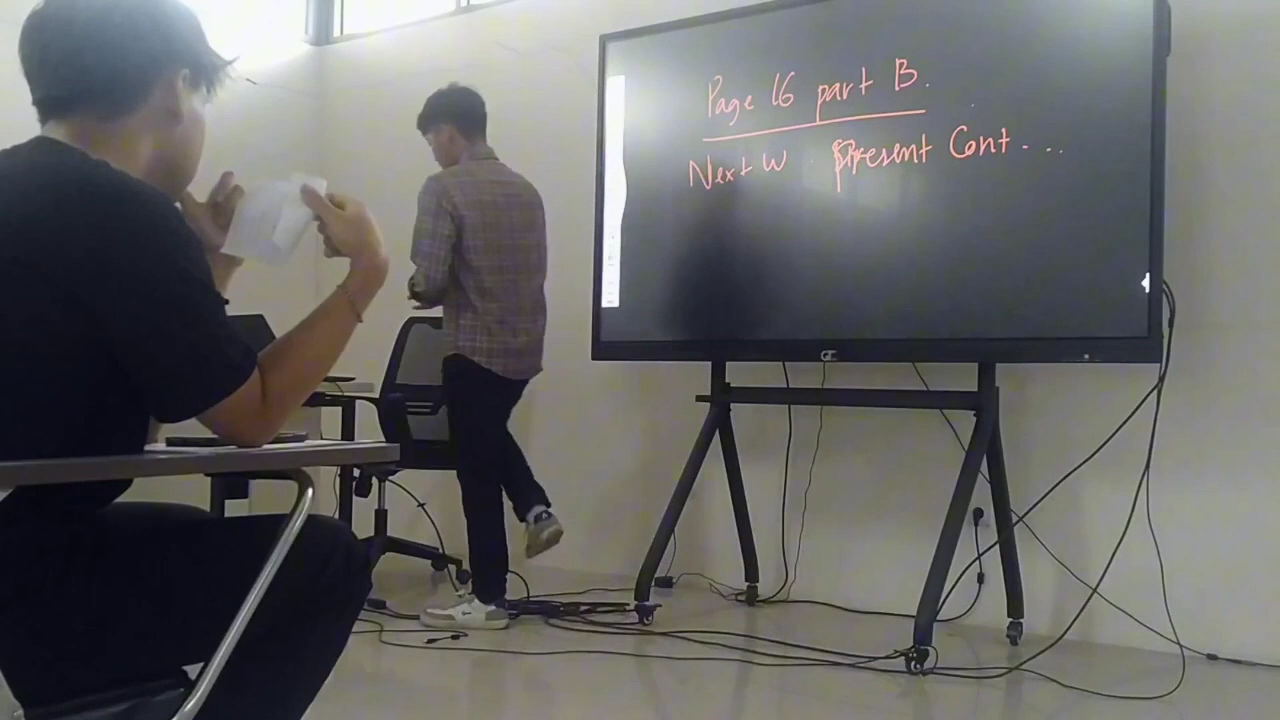 Page 16 part B.
Next W. Present Cont....